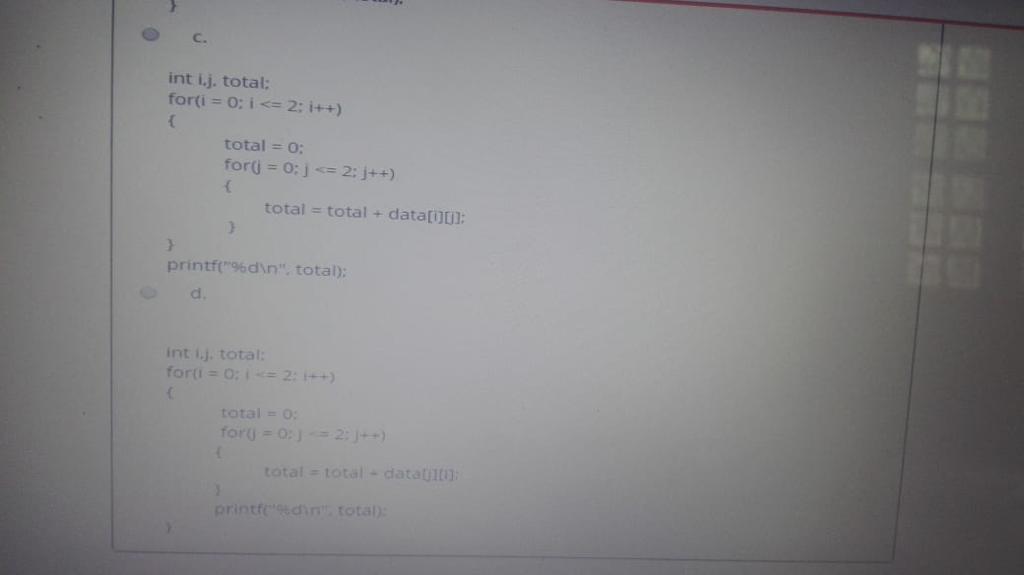 }
c.
int i,j, total;
for(i = 0; i <= 2; i++)
{
total = 0;
for(j = 0; j <= 2; j++)
{
total = total + data[i][j];
}
}
printf("%d\n", total);
d.
int i,j, total;
for(i = 0; i <= 2; i++)
{
total = 0;
for(j = 0; j <= 2; j++)
{
total = total + data[j][i];
}
printf("%d\n", total);
}